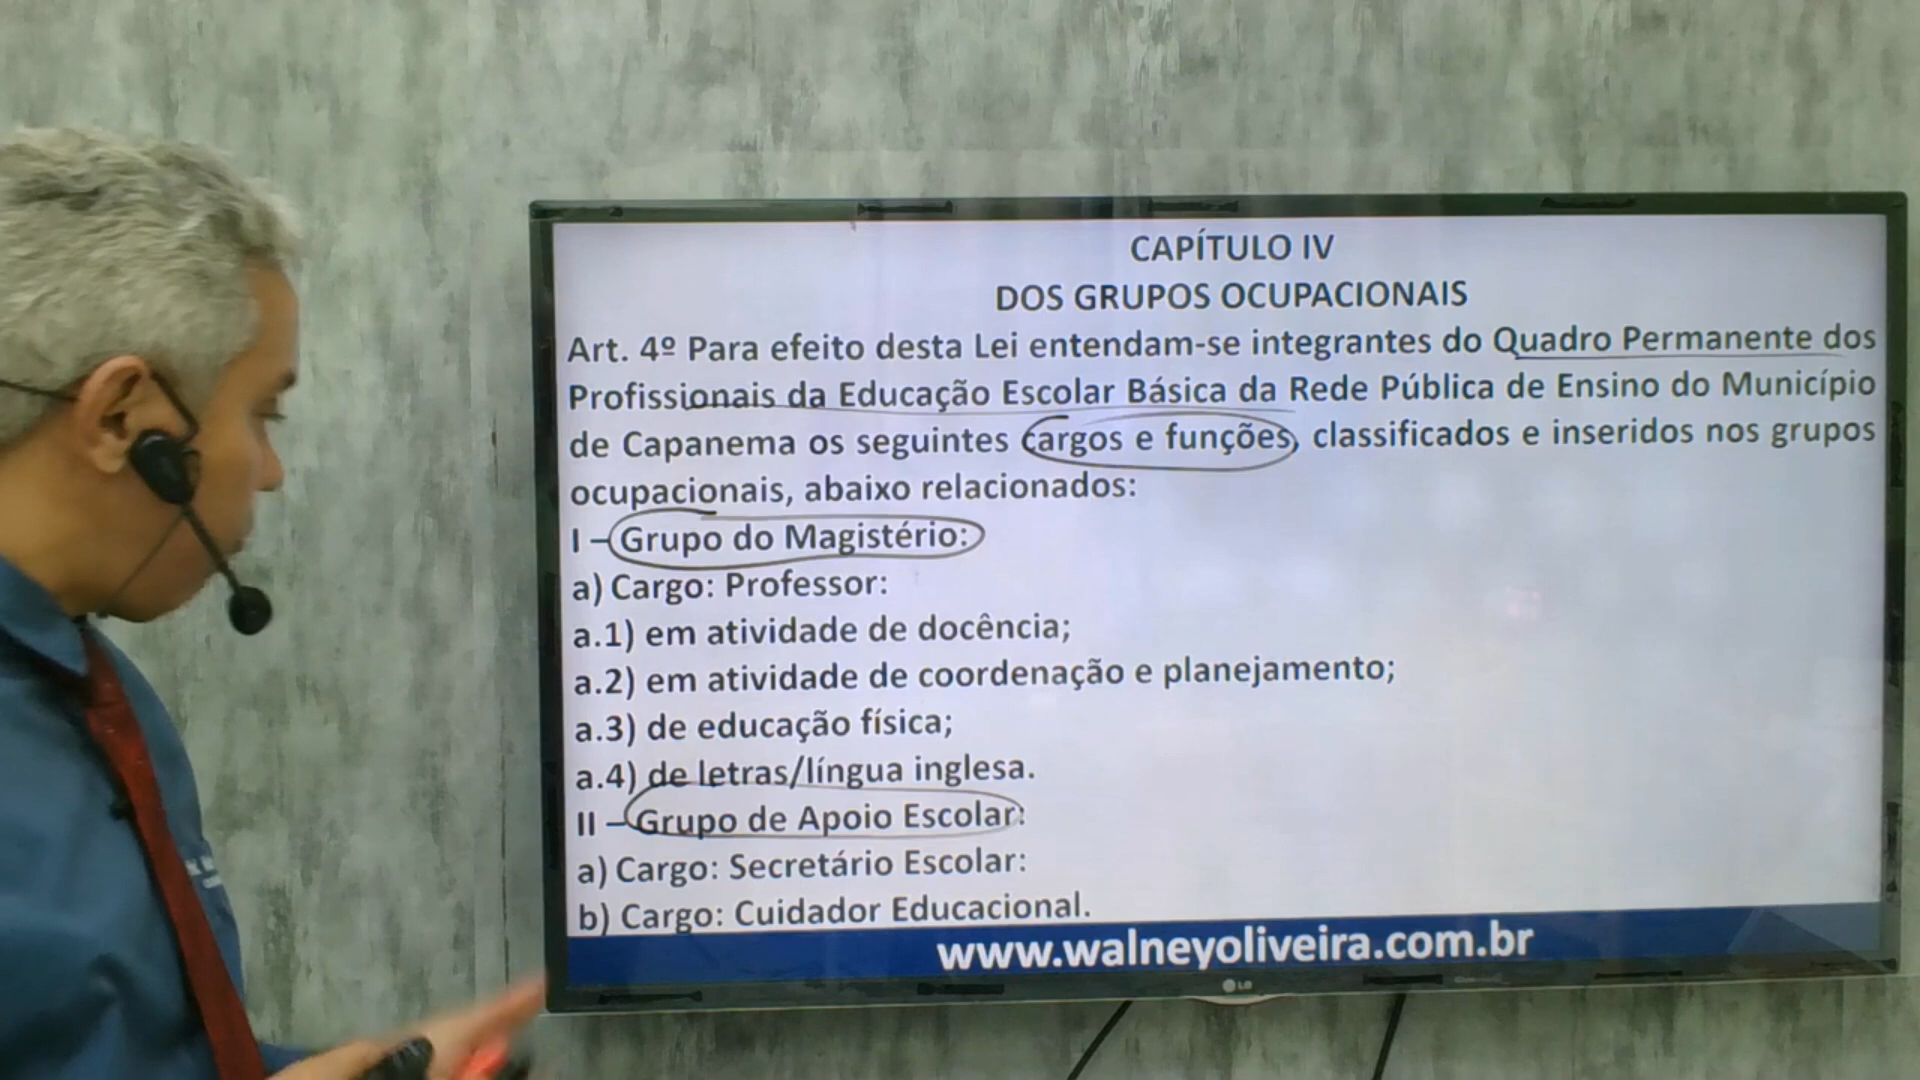 CAPÍTULO IV
DOS GRUPOS OCUPACIONAIS
Art. 4º Para efeito desta Lei entendam-se integrantes do Quadro Permanente dos
Profissionais da Educação Escolar Básica da Rede Pública de Ensino do Município
de Capanema os seguintes cargos e funções, classificados e inseridos nos grupos
ocupacionais, abaixo relacionados:
I – Grupo do Magistério:
a) Cargo: Professor:
a.1) em atividade de docência;
a.2) em atividade de coordenação e planejamento;
a.3) de educação física;
a.4) de letras/língua inglesa.
II – Grupo de Apoio Escolar:
a) Cargo: Secretário Escolar:
b) Cargo: Cuidador Educacional.
www.walneyoliveira.com.br
LG